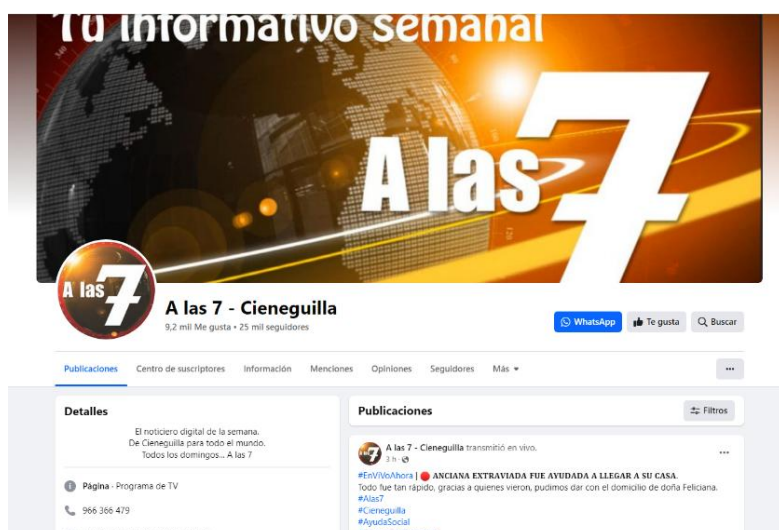 Tu informativo semanal
A las 7
A las 7
A las 7 - Cieneguilla
9,2 mil Me gusta • 25 mil seguidores
WhatsApp
Te gusta
Buscar
Publicaciones
Centro de suscriptores
Información
Menciones
Opiniones
Seguidores
Más
Detalles
El noticiero digital de la semana.
De Cieneguilla para todo el mundo.
Todos los domingos... A las 7
Página · Programa de TV
966 366 479
Publicaciones
Filtros
A las 7 - Cieneguilla transmitió en vivo.
3 h ·
#EnViVoAhora | 🔴 ANCIANA EXTRAVIADA FUE AYUDADA A LLEGAR A SU CASA.
Todo fue tan rápido, gracias a quienes vieron, pudimos dar con el domicilio de doña Feliciana.
#Alas7
#Cieneguilla
#AyudaSocial